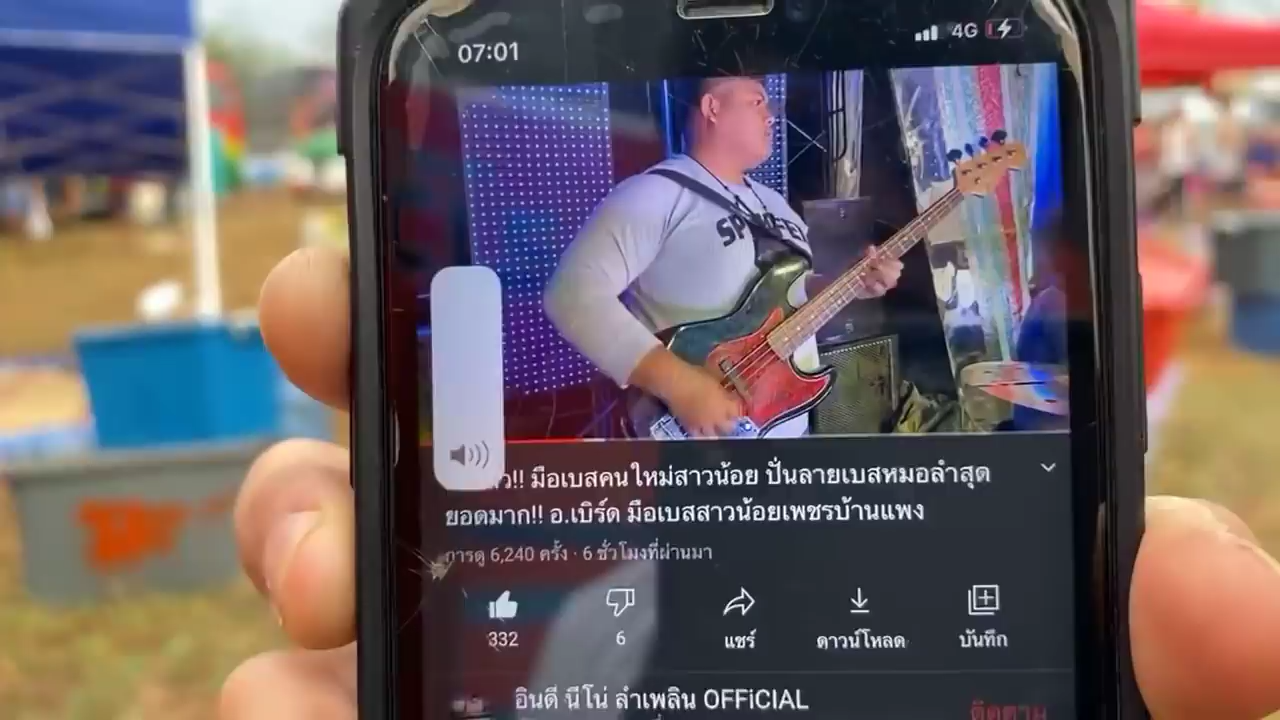 07:01
4G
มือเบสคนใหม่สาวน้อย ปั่นลายเบสหมอลำสุด
ยอดมาก!! อ.เบิร์ด มือเบสสาวน้อยเพชรบ้านแพง
การดู 6,240 ครั้ง · 6 ชั่วโมงที่ผ่านมา
332
6
แชร์
ดาวน์โหลด
บันทึก
อินดี นีโน่ ลำเพลิน OFFiCIAL
ติดตาม